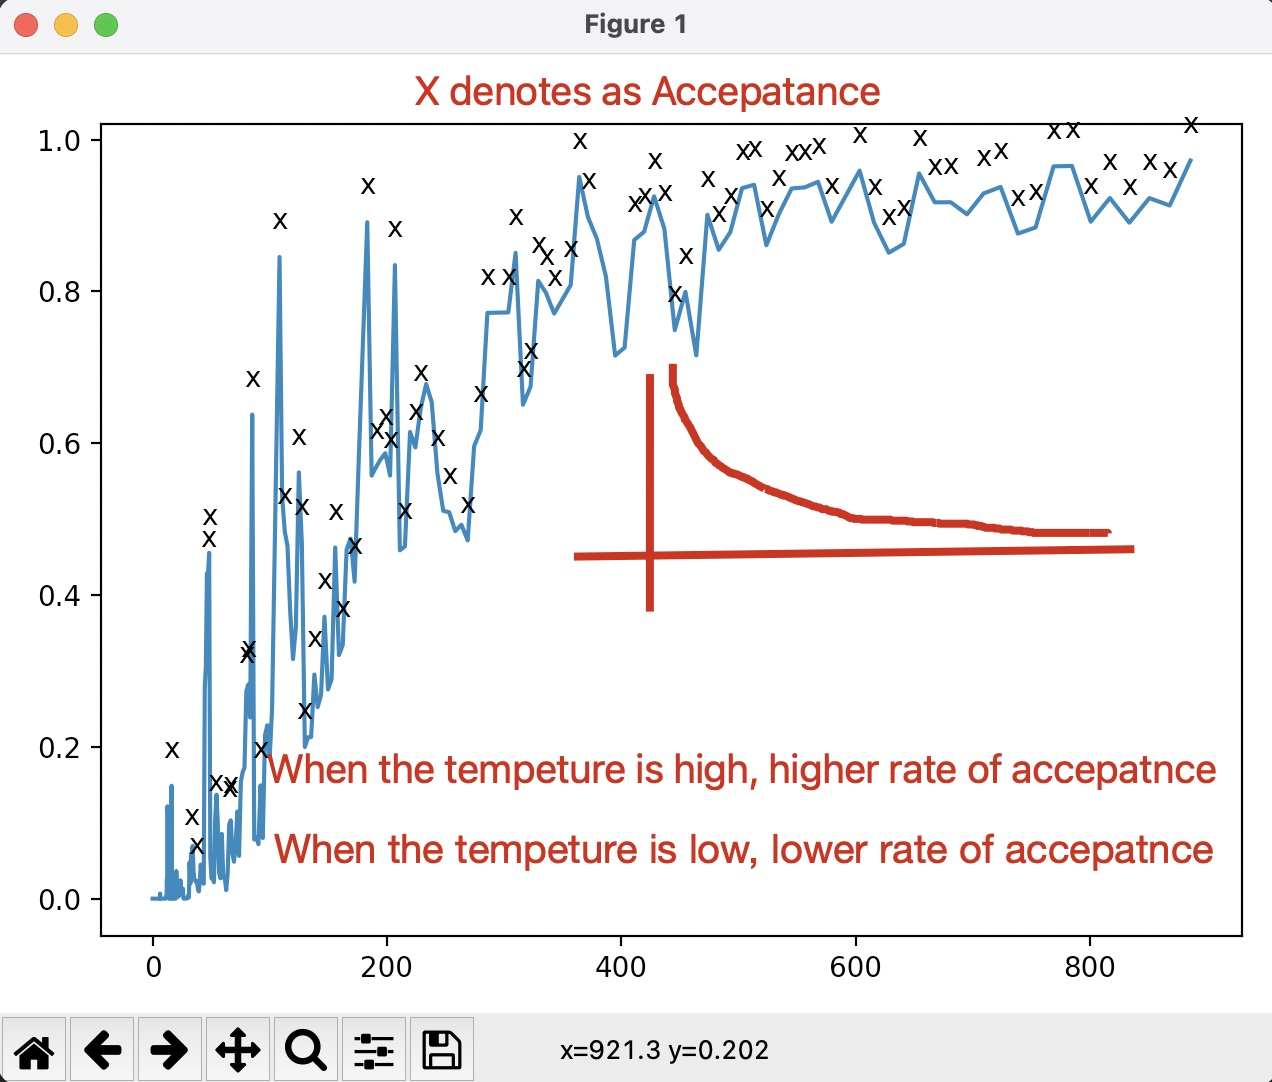 Figure 1
X denotes as Accepatance
1.0
0.8
0.6
0.4
0.2
0.0
When the tempeture is high, higher rate of accepatnce
When the tempeture is low, lower rate of accepatnce
0 200 400 600 800
x=921.3 y=0.202